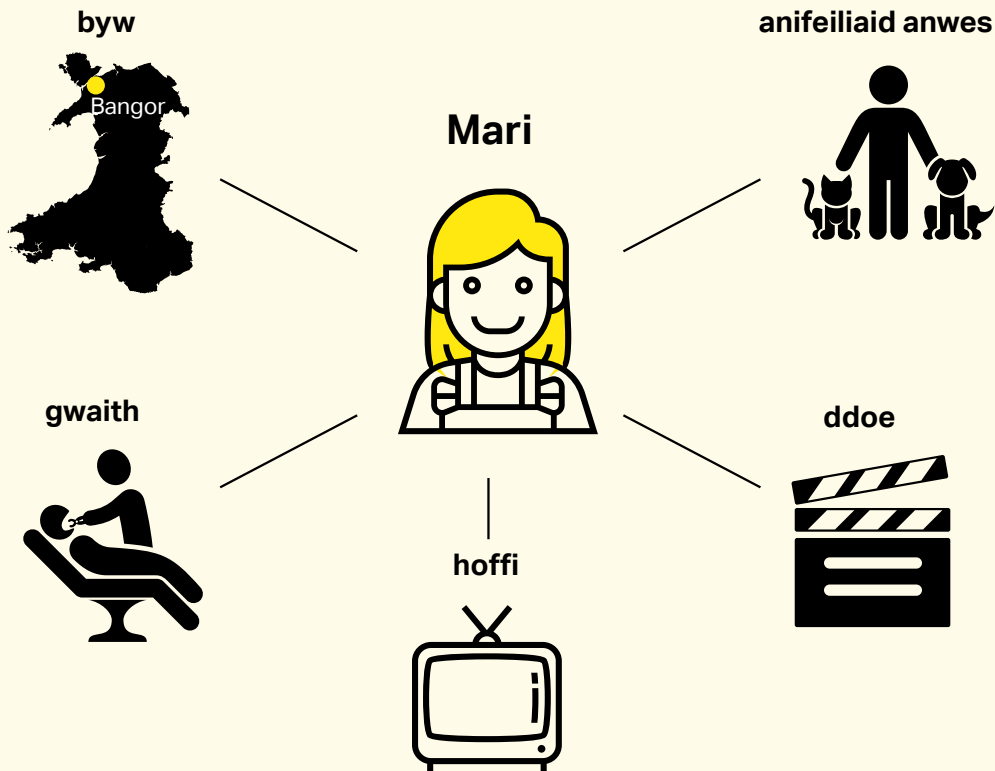 byw
Bangor
anifeiliaid anwes
Mari
gwaith
ddoe
hoffi